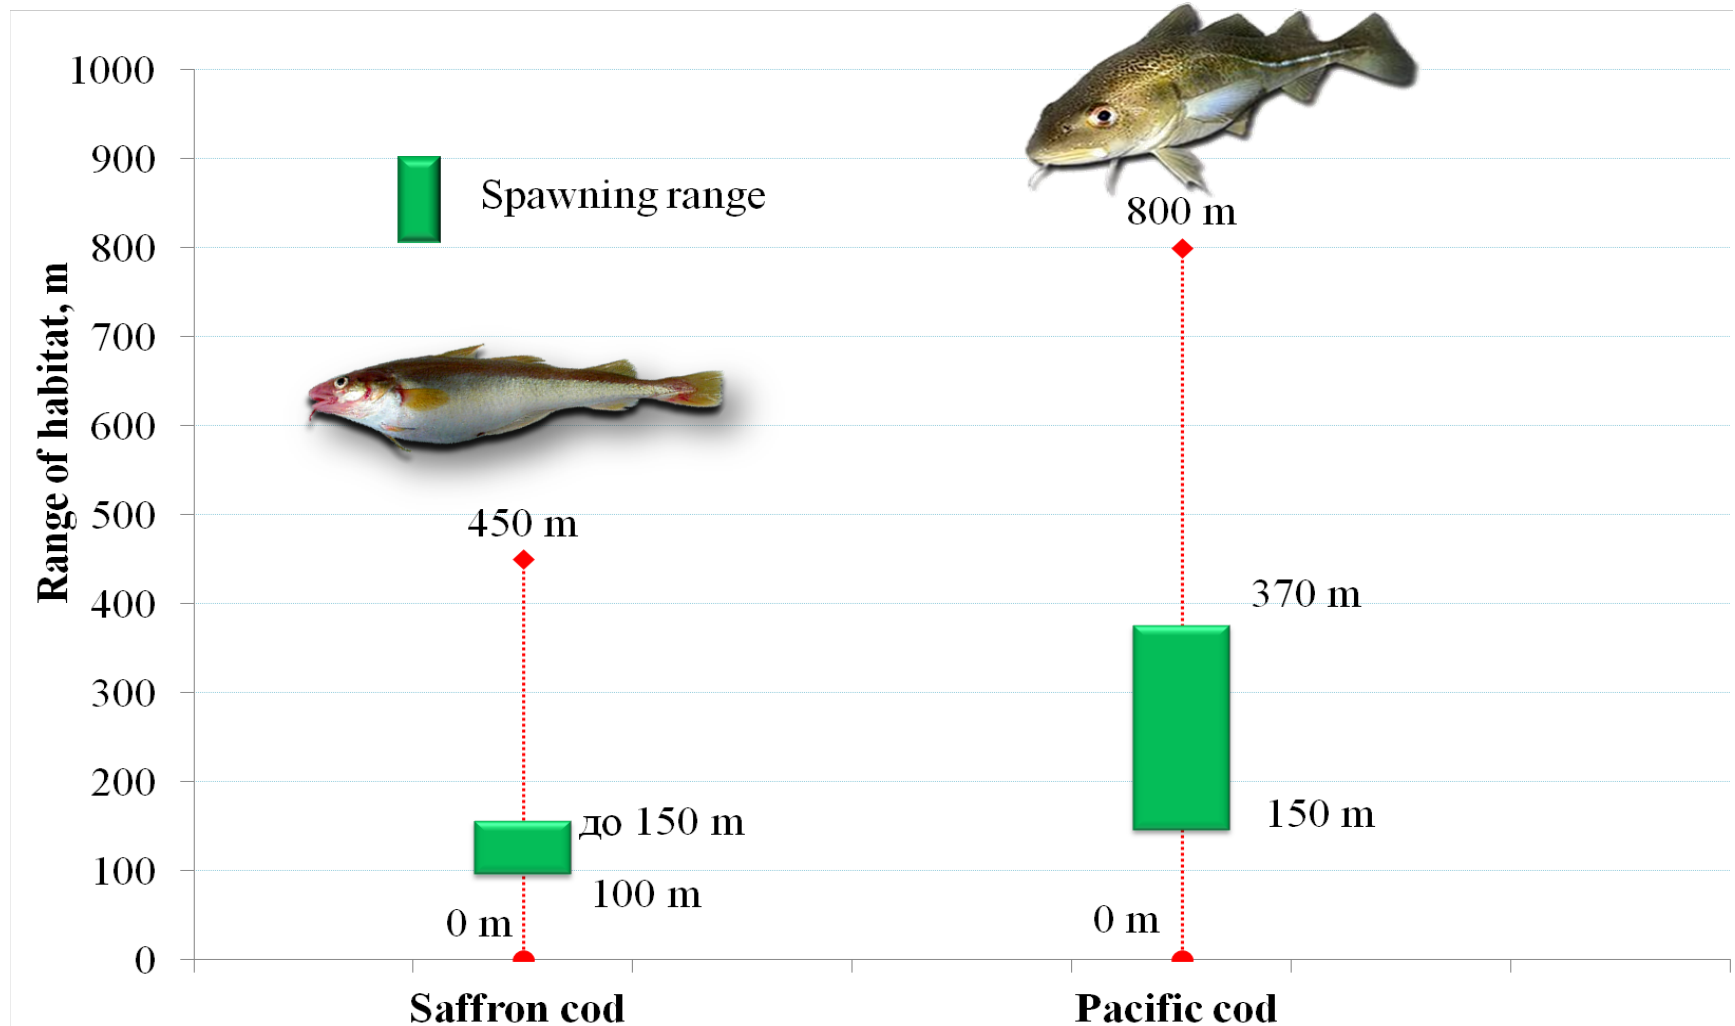 1000
900
800
700
600
500
400
300
200
100
0
Range of habitat, m
Spawning range
800 m
450 m
370 m
до 150 m
150 m
100 m
0 m
0 m
Saffron cod
Pacific cod